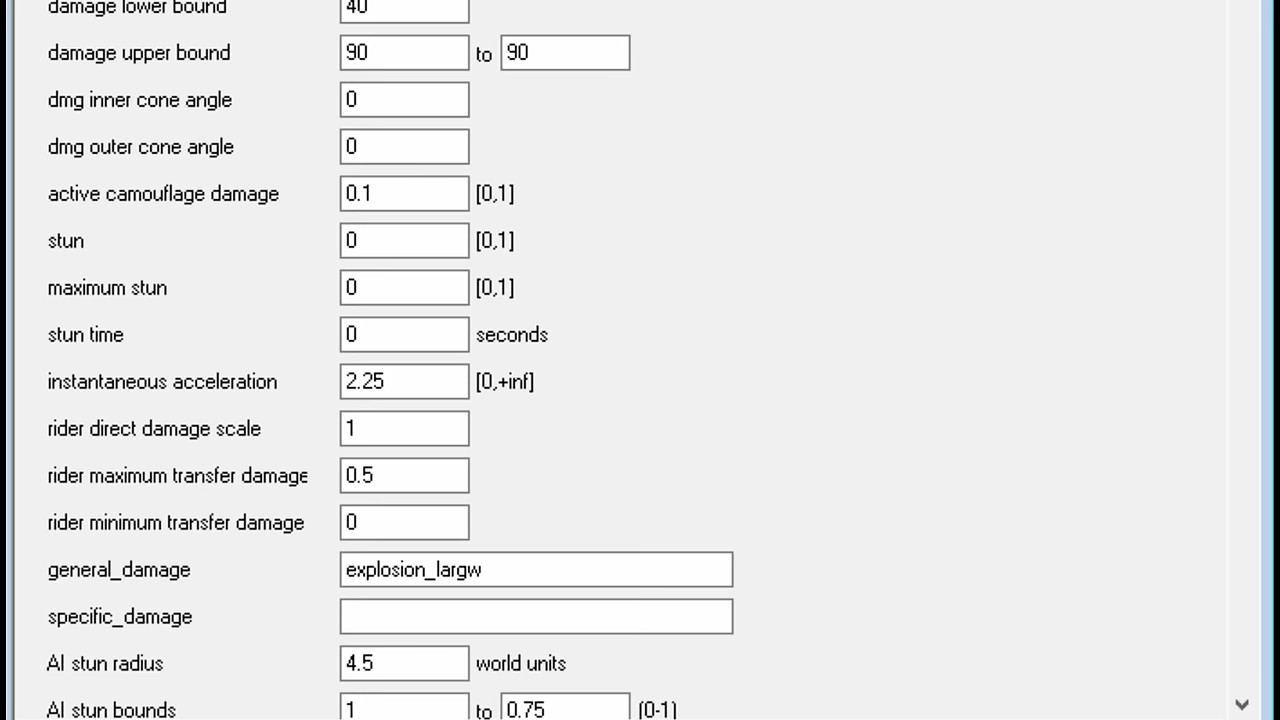 damage lower bound 40
damage upper bound 90 to 90
dmg inner cone angle 0
dmg outer cone angle 0
active camouflage damage 0.1 [0,1]
stun 0 [0,1]
maximum stun 0 [0,1]
stun time 0 seconds
instantaneous acceleration 2.25 [0,+inf]
rider direct damage scale 1
rider maximum transfer damage 0.5
rider minimum transfer damage 0
general_damage explosion_largw
specific_damage
AI stun radius 4.5 world units
AI stun bounds 1 to 0.75 (0-1)